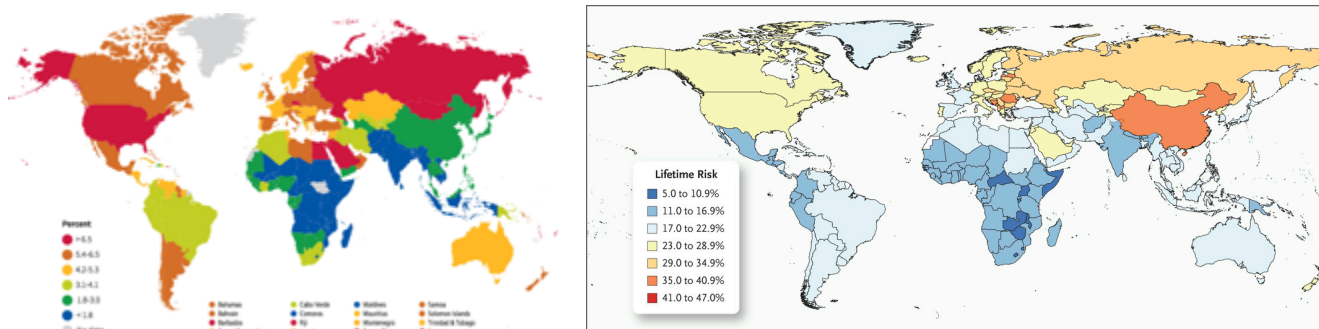 Percent
>6.5
5.4-6.5
4.2-5.3
3.1-4.1
1.8-3.0
<1.8
Bahamas
Bahrain
Barbados
Cabo Verde
Comoros
Fiji
Maldives
Mauritius
Montenegro
Samoa
Solomon Islands
Trinidad & Tobago
Lifetime Risk
5.0 to 10.9%
11.0 to 16.9%
17.0 to 22.9%
23.0 to 28.9%
29.0 to 34.9%
35.0 to 40.9%
41.0 to 47.0%